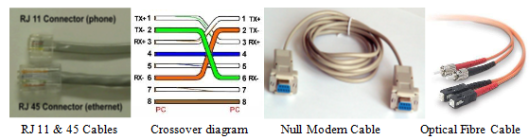 RJ 11 Connector (phone)
RJ 45 Connector (ethernet)
TX+ 1
TX- 2
RX+ 3
4
5
RX- 6
7
8
PC
1 TX+
2 TX-
3 RX+
4
5
6 RX-
7
8
PC
RJ 11 & 45 Cables
Crossover diagram
Null Modem Cable
Optical Fibre Cable